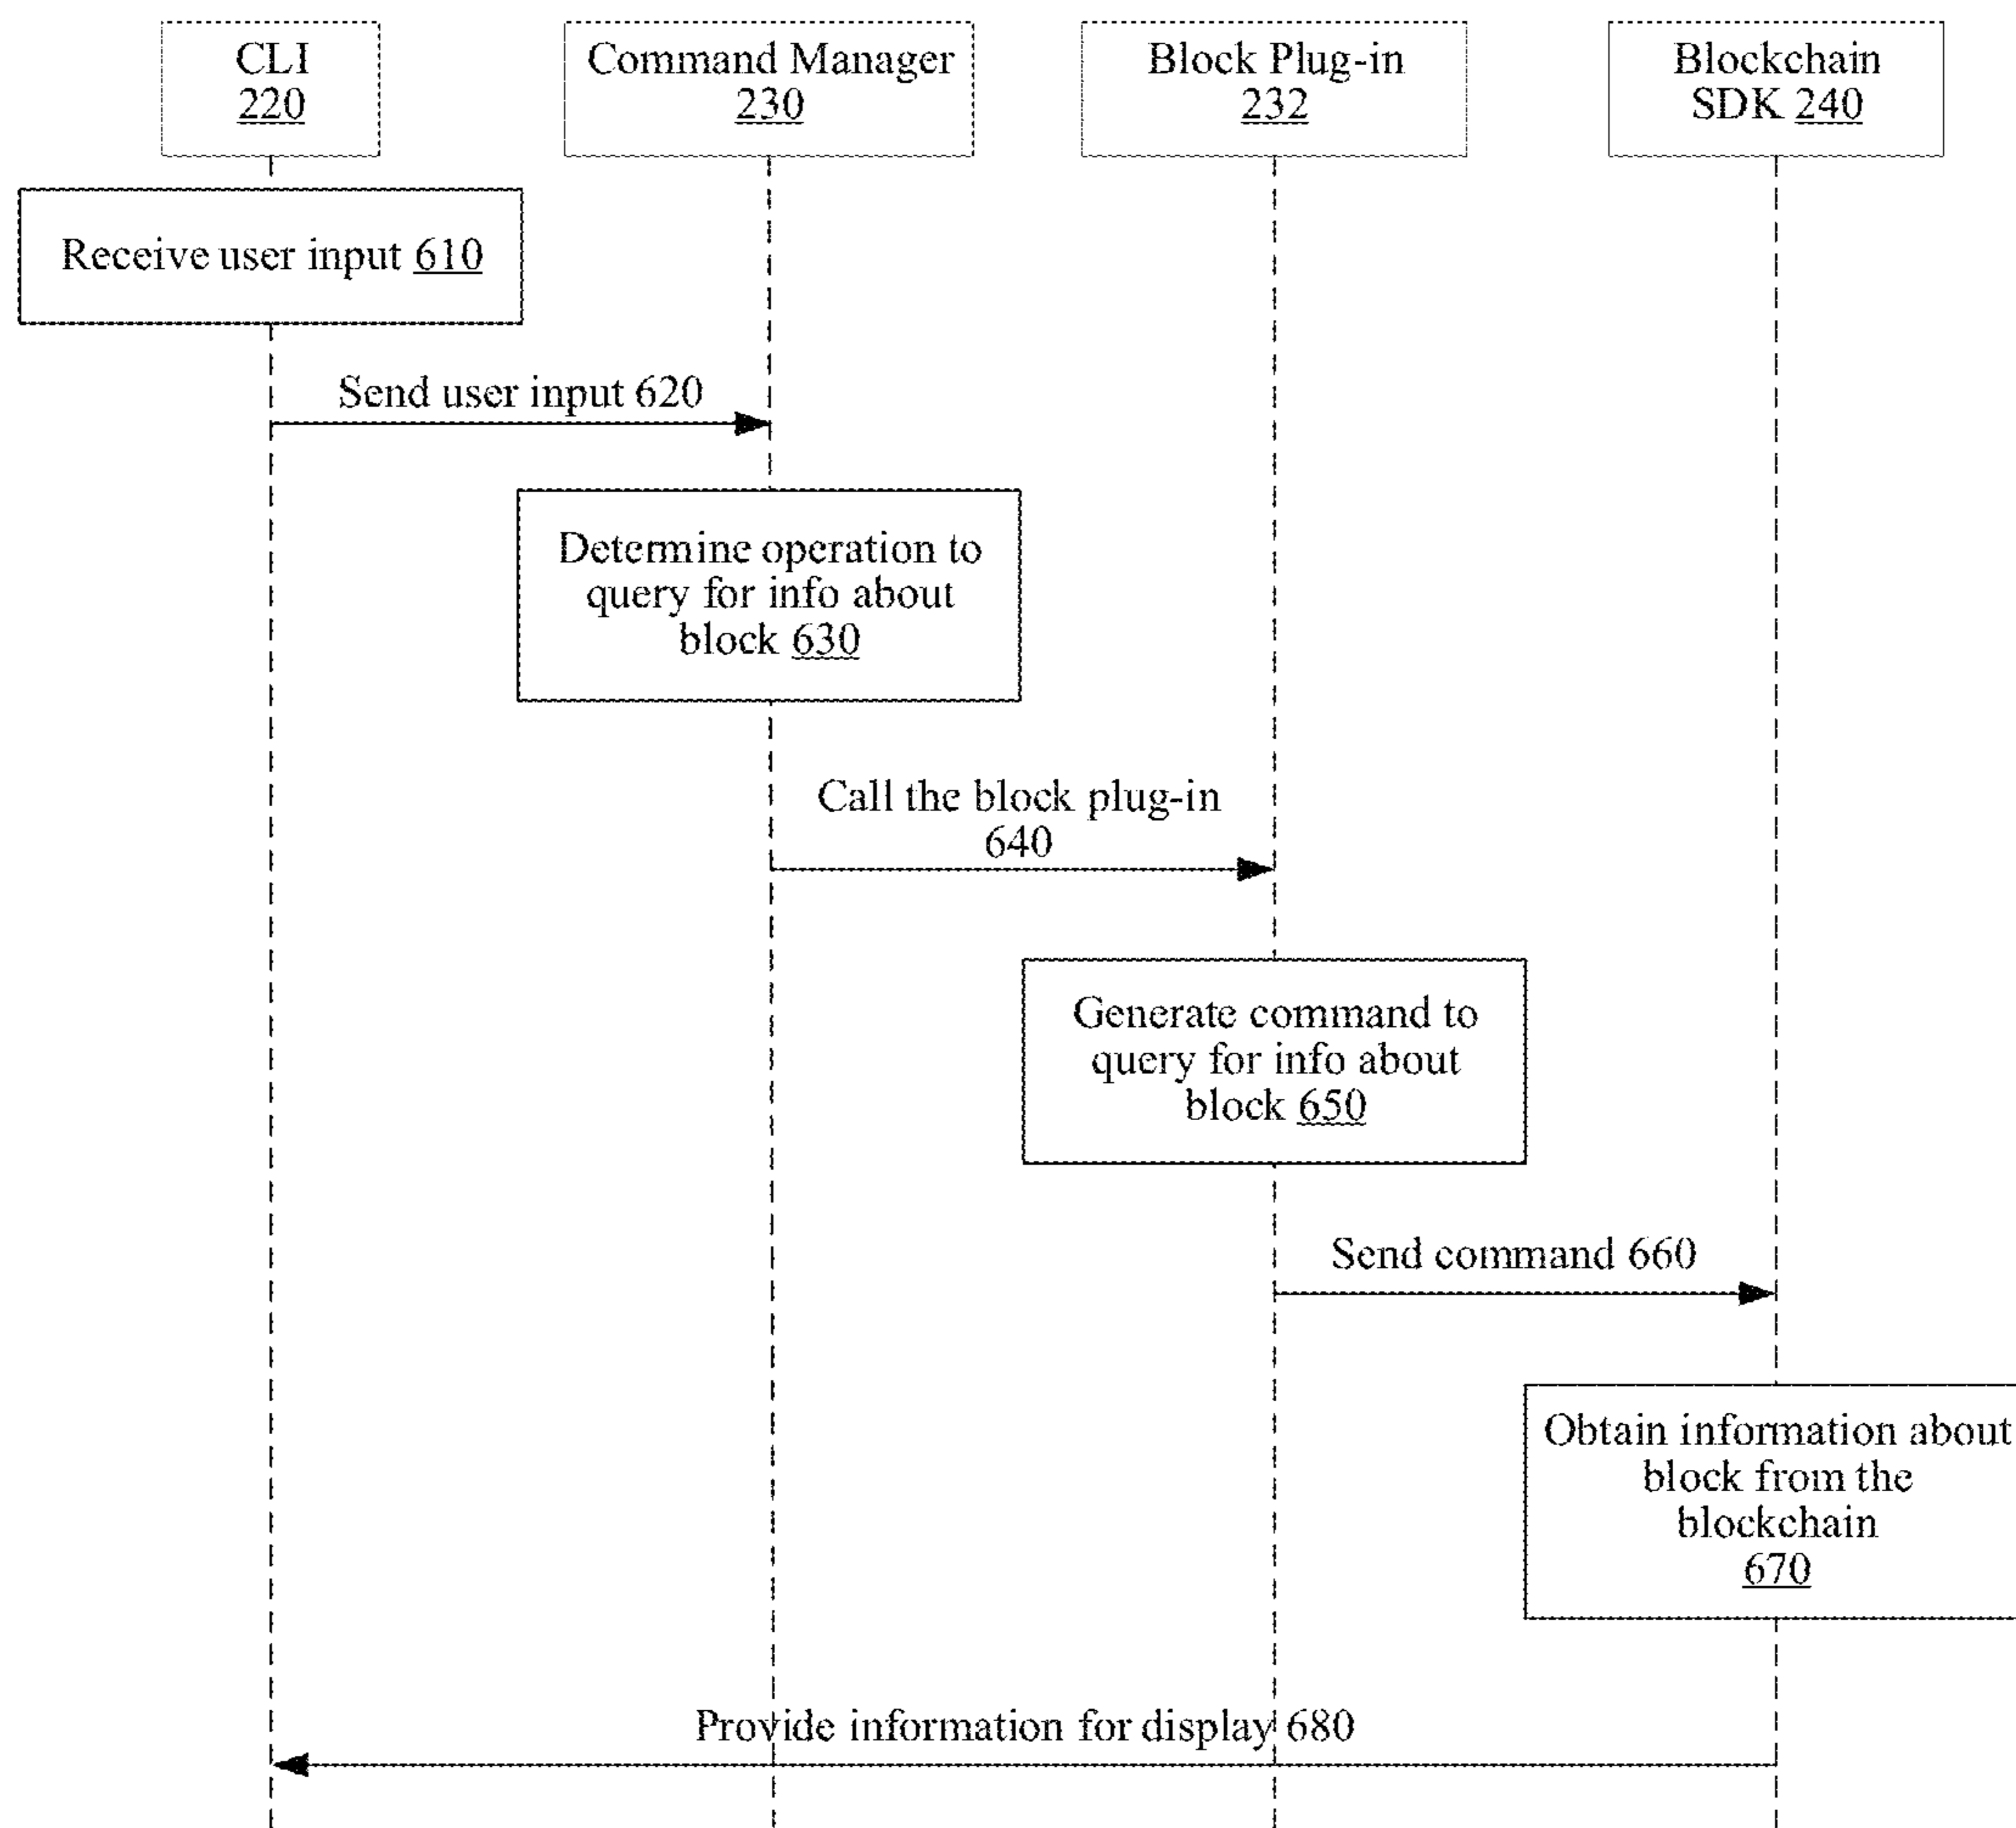 CLI
220
Command Manager
230
Block Plug-in
232
Blockchain
SDK 240
Receive user input 610
Send user input 620
Determine operation to
query for info about
block 630
Call the block plug-in
640
Generate command to
query for info about
block 650
Send command 660
Obtain information about
block from the
blockchain
670
Provide information for display 680